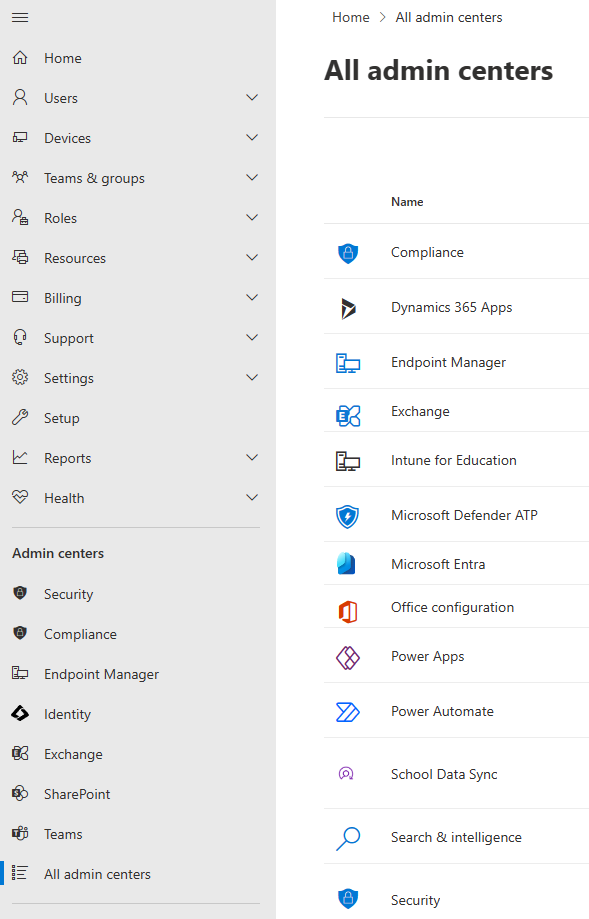 Home
Users
Devices
Teams & groups
Roles
Resources
Billing
Support
Settings
Setup
Reports
Health
Admin centers
Security
Compliance
Endpoint Manager
Identity
Exchange
SharePoint
Teams
All admin centers
Home > All admin centers
All admin centers
Name
Compliance
Dynamics 365 Apps
Endpoint Manager
Exchange
Intune for Education
Microsoft Defender ATP
Microsoft Entra
Office configuration
Power Apps
Power Automate
School Data Sync
Search & intelligence
Security